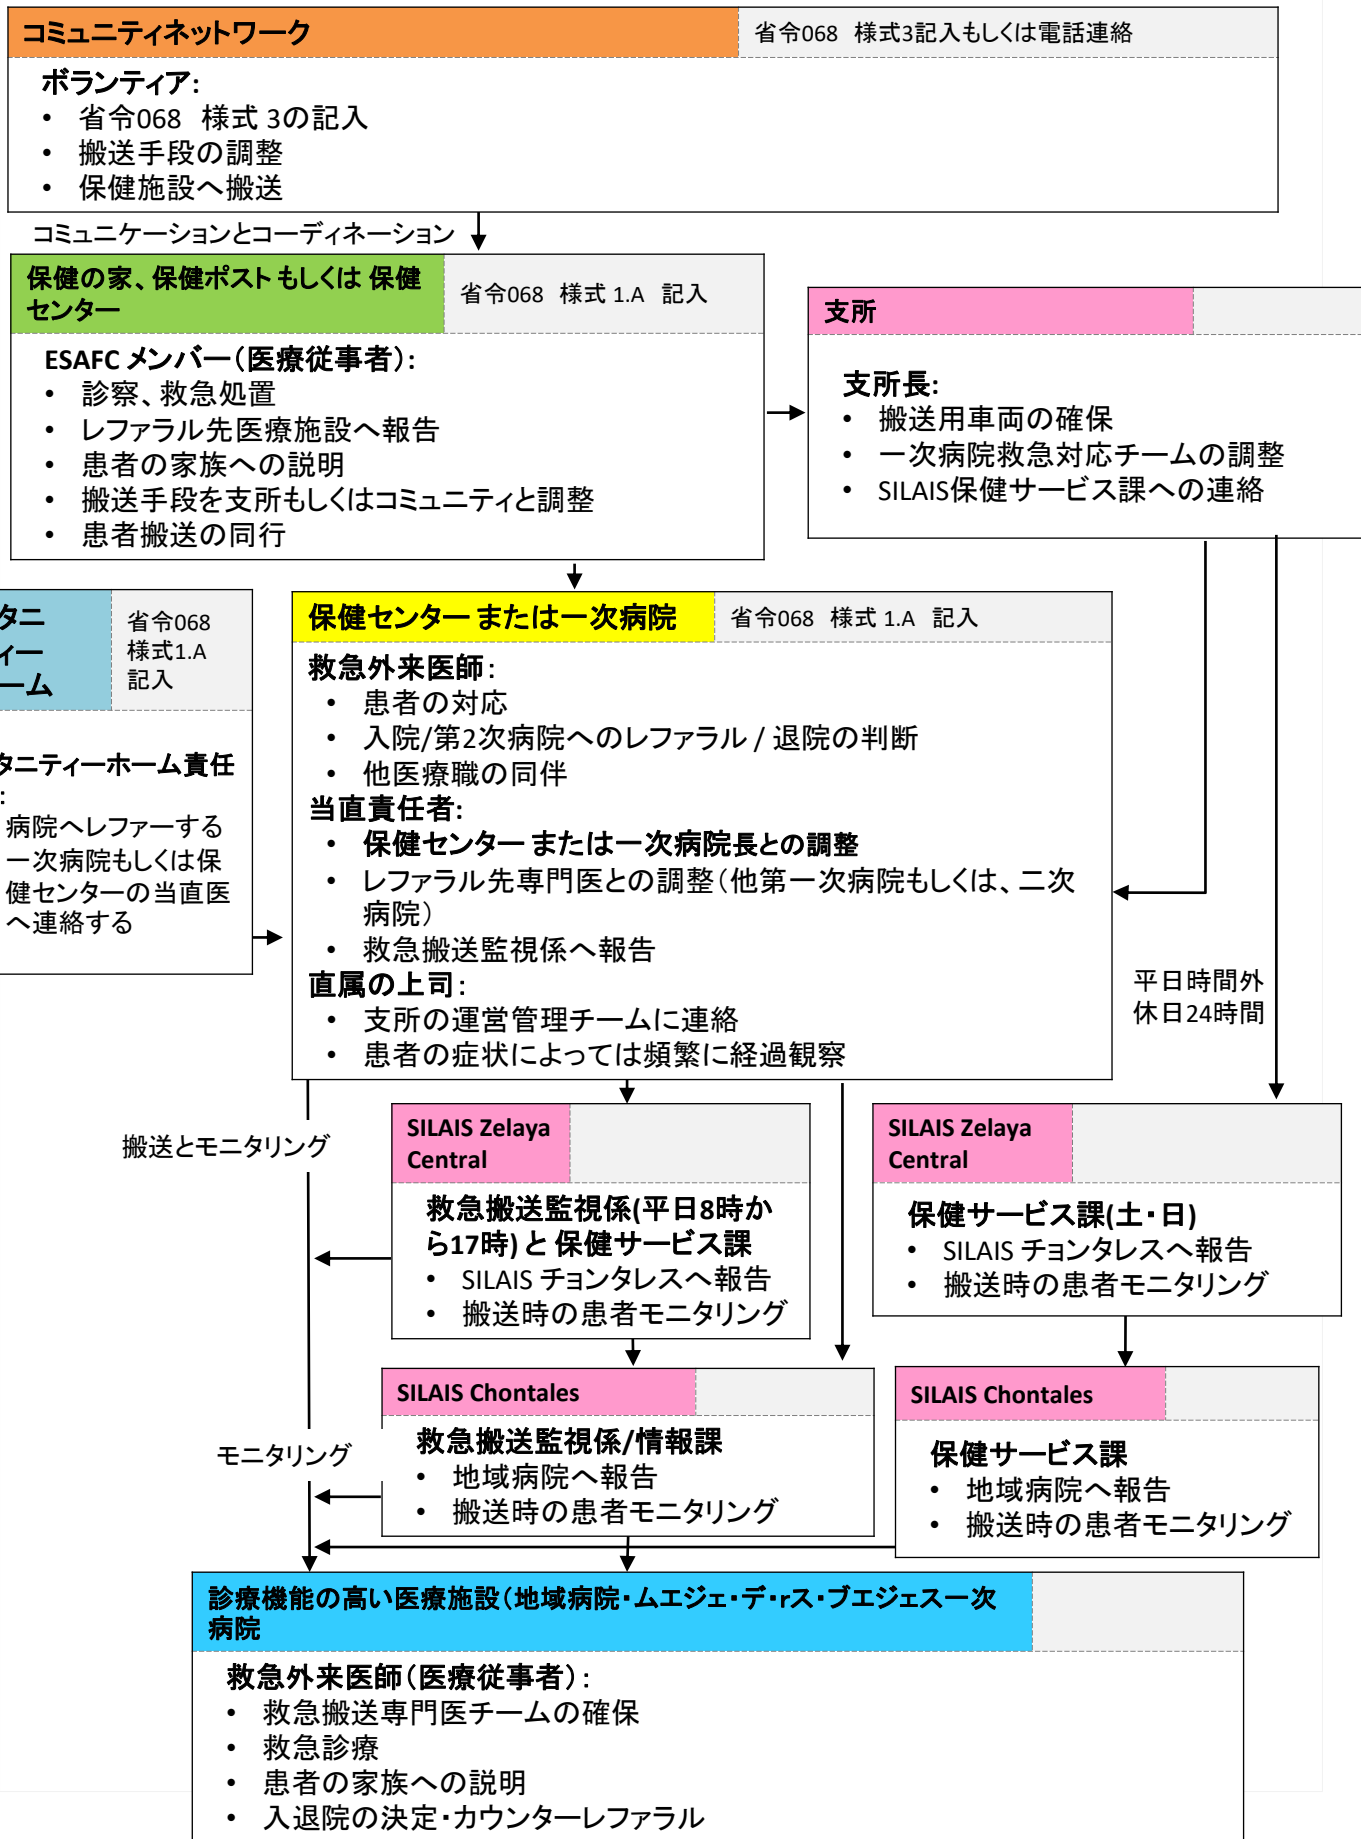 コミュニティネットワーク
省令068 様式3記入もしくは電話連絡
ボランティア:
• 省令068 様式 3の記入
• 搬送手段の調整
• 保健施設へ搬送
コミュニケーションとコーディネーション
保健の家、保健ポスト もしくは 保健
センター
省令068 様式 1.A 記入
ESAFC メンバー（医療従事者）:
• 診察、救急処置
• レファラル先医療施設へ報告
• 患者の家族への説明
• 搬送手段を支所もしくはコミュニティと調整
• 患者搬送の同行
支所
支所長:
• 搬送用車両の確保
• 一次病院救急対応チームの調整
• SILAIS保健サービス課への連絡
タニ
ィー
ーム
省令068
様式1.A
記入
タニティーホーム責任
:
病院へレファーする
一次病院もしくは保
健センターの当直医
へ連絡する
保健センター または一次病院
省令068 様式 1.A 記入
救急外来医師:
• 患者の対応
• 入院/第2次病院へのレファラル / 退院の判断
• 他医療職の同伴
当直責任者:
• 保健センター または一次病院長との調整
• レファラル先専門医との調整（他第一次病院もしくは、二次
病院）
• 救急搬送監視係へ報告
直属の上司:
• 支所の運営管理チームに連絡
• 患者の症状によっては頻繁に経過観察
平日時間外
休日24時間
搬送とモニタリング
SILAIS Zelaya
Central
救急搬送監視係(平日8時か
ら17時) と 保健サービス課
• SILAIS チョンタレスへ報告
• 搬送時の患者モニタリング
SILAIS Zelaya
Central
保健サービス課(土・日)
• SILAIS チョンタレスへ報告
• 搬送時の患者モニタリング
モニタリング
SILAIS Chontales
救急搬送監視係/情報課
• 地域病院へ報告
• 搬送時の患者モニタリング
SILAIS Chontales
保健サービス課
• 地域病院へ報告
• 搬送時の患者モニタリング
診療機能の高い医療施設（地域病院・ムエジェ・デ・rス・ブエジェス一次
病院
救急外来医師（医療従事者）:
• 救急搬送専門医チームの確保
• 救急診療
• 患者の家族への説明
• 入退院の決定・カウンターレファラル